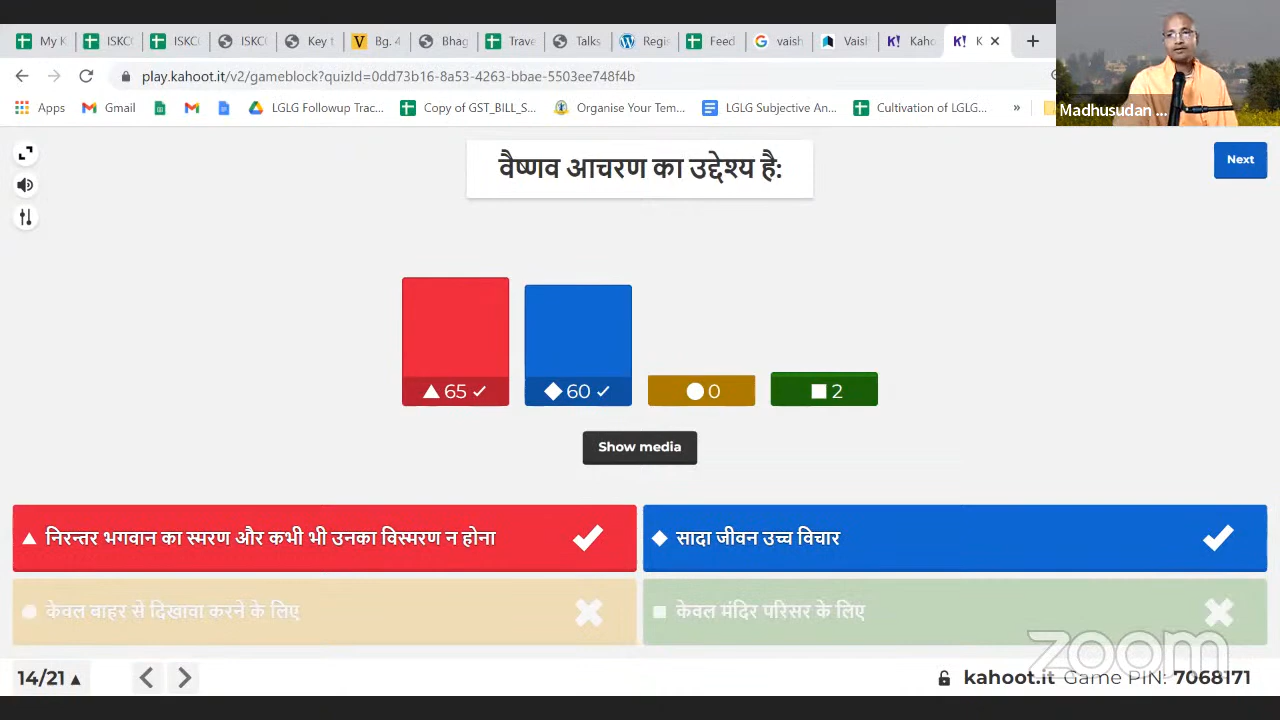 My K
ISKC
ISKC
ISKC
Key t
Bg. 4
Bhag
Trave
Talks
Regis
Feed
vaish
Vaish
Kaho
K
play.kahoot.it/v2/gameblock?quizId=0dd73b16-8a53-4263-bbae-5503ee748f4b
Apps
Gmail
LGLG Followup Trac...
Copy of GST_BILL_S...
Organise Your Tem...
LGLG Subjective An...
Cultivation of LGLG...
»
Madhusudan ...
वैष्णव आचरण का उद्देश्य है:
Next
65
60
0
2
Show media
निरन्तर भगवान का स्मरण और कभी भी उनका विस्मरण न होना
सादा जीवन उच्च विचार
केवल बाहर से दिखावा करने के लिए
केवल मंदिर परिसर के लिए
zoom
14/21
kahoot.it Game PIN: 7068171